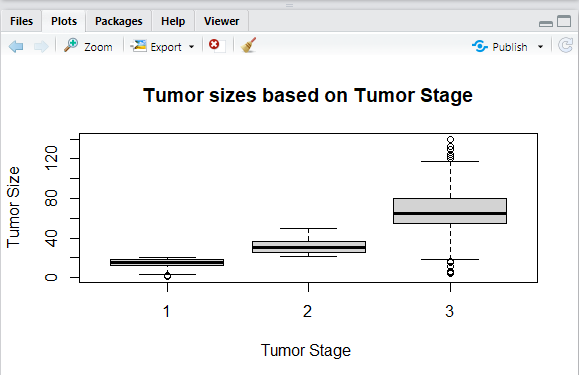 Files Plots Packages Help Viewer
Zoom Export Publish
Tumor sizes based on Tumor Stage
Tumor Size
120
80
40
0
1 2 3
Tumor Stage